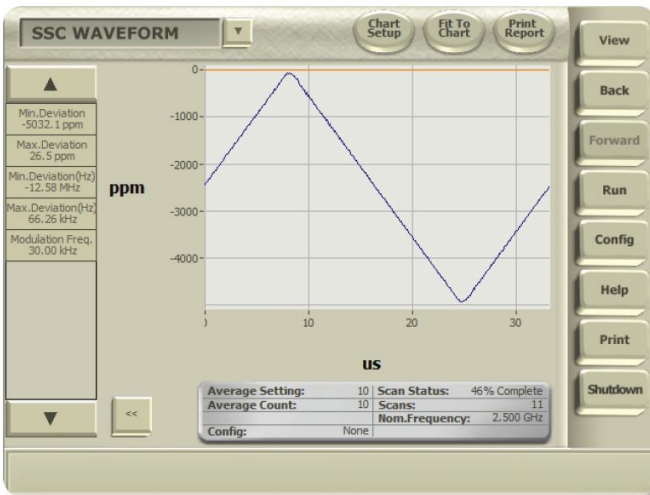 SSC WAVEFORM
Chart Setup
Fit To Chart
Print Report
View
Back
Forward
Run
Config
Help
Print
Shutdown
Min.Deviation
-5032.1 ppm
Max.Deviation
26.5 ppm
Min.Deviation(Hz)
-12.58 MHz
Max.Deviation(Hz)
66.26 kHz
Modulation Freq.
30.00 kHz
ppm
0
-1000
-2000
-3000
-4000
10
20
30
us
<<
Average Setting: 10 Scan Status: 46% Complete
Average Count: 10 Scans: 11
Nom.Frequency: 2.500 GHz
Config: None